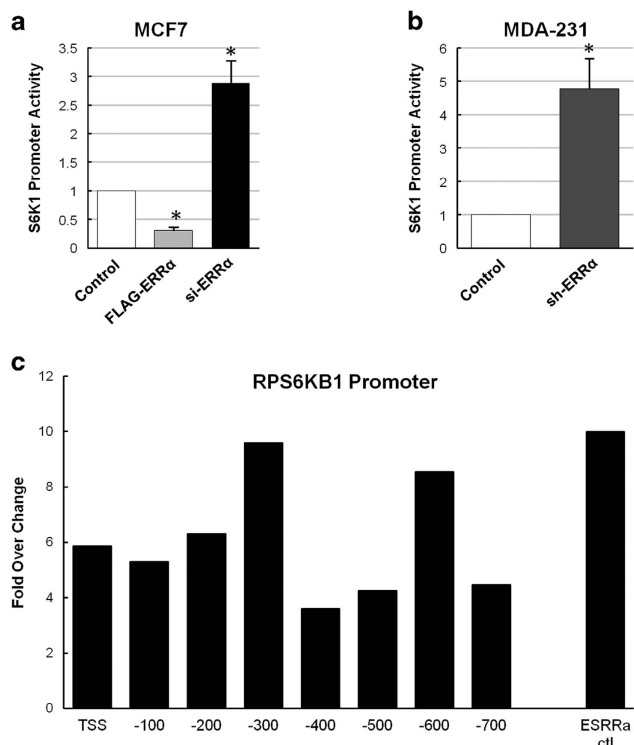 a
MCF7
S6K1 Promoter Activity
3.5
3
2.5
2
1.5
1
0.5
0
*
*
Control
FLAG-ERRα
si-ERRα
b
MDA-231
S6K1 Promoter Activity
6
5
4
3
2
1
0
*
Control
sh-ERRα
c
RPS6KB1 Promoter
Fold Over Change
12
10
8
6
4
2
0
TSS
-100
-200
-300
-400
-500
-600
-700
ESRRa
ctl